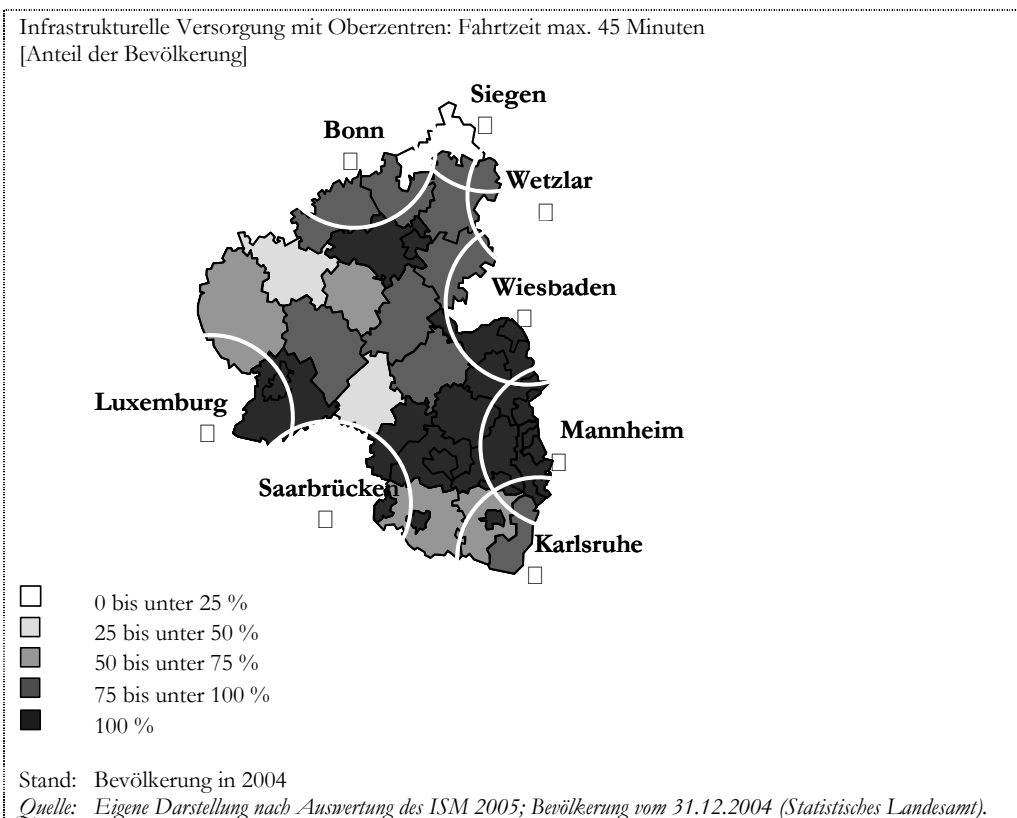 Infrastrukturelle Versorgung mit Oberzentren: Fahrtzeit max. 45 Minuten
[Anteil der Bevölkerung]
Siegen
Bonn
Wetzlar
Wiesbaden
Luxemburg
Mannheim
Saarbrücken
Karlsruhe
0 bis unter 25 %
25 bis unter 50 %
50 bis unter 75 %
75 bis unter 100 %
100 %
Stand: Bevölkerung in 2004
Quelle: Eigene Darstellung nach Auswertung des ISM 2005; Bevölkerung vom 31.12.2004 (Statistisches Landesamt).